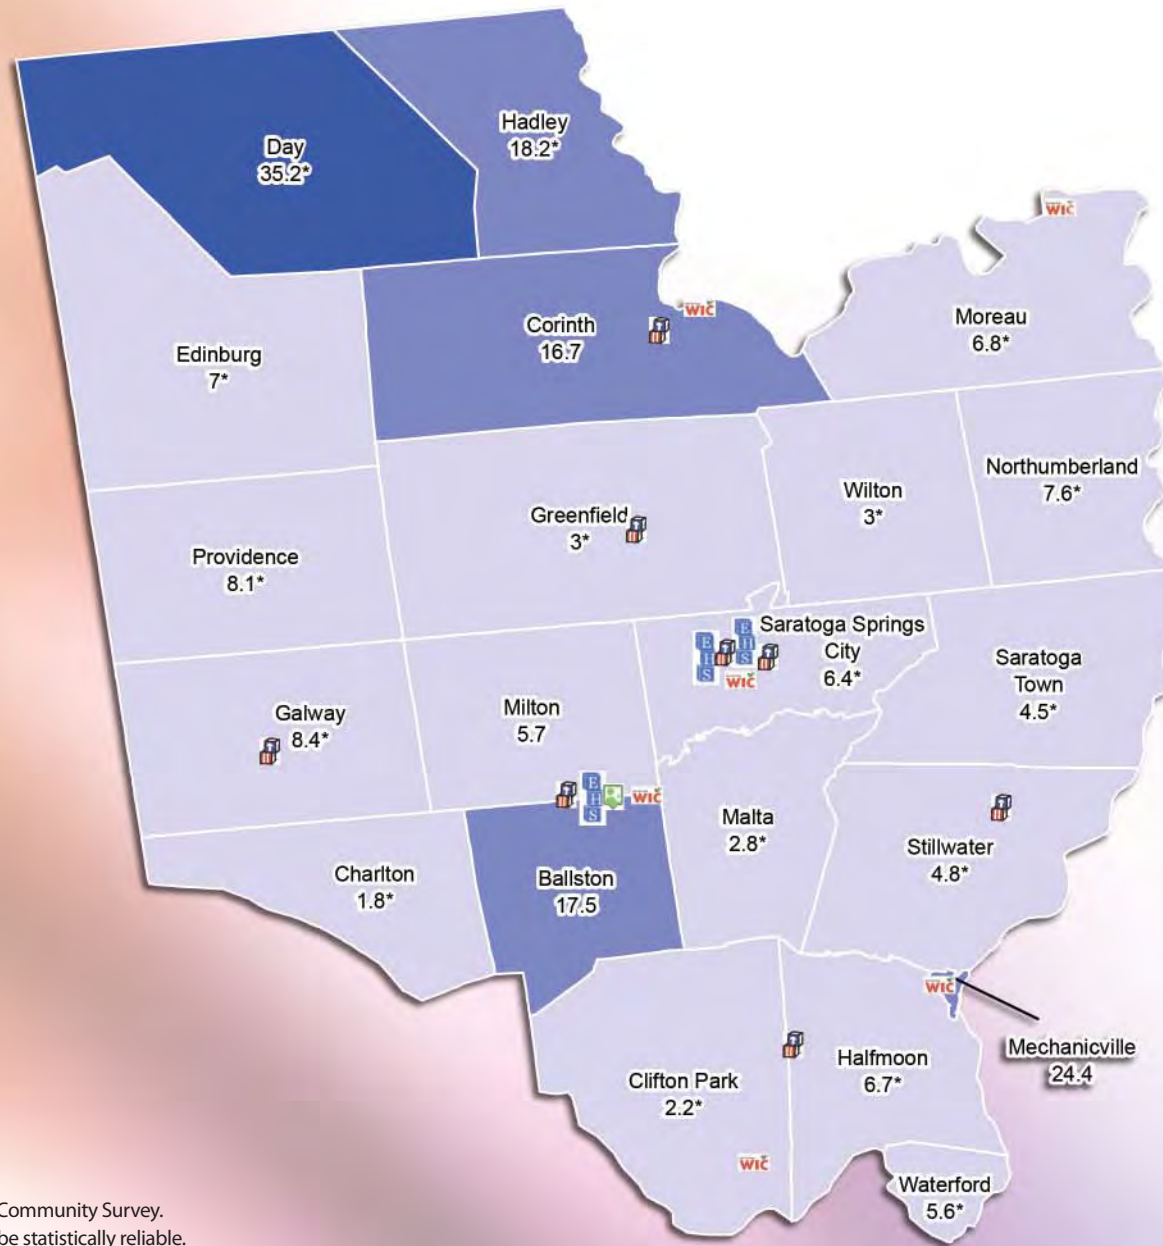 Day
35.2*
Hadley
18.2*
WIC
Corinth
16.7
WIC
Moreau
6.8*
Edinburg
7*
Northumberland
7.6*
Wilton
3*
Greenfield
3*
Providence
8.1*
Saratoga Springs
City
6.4*
E
H
S
E
H
S
WIC
Saratoga
Town
4.5*
Galway
8.4*
Milton
5.7
E
H
S
WIC
Malta
2.8*
Stillwater
4.8*
Charlton
1.8*
Ballston
17.5
WIC
Mechanicville
24.4
Halfmoon
6.7*
Clifton Park
2.2*
WIC
Waterford
5.6*
Community Survey.
be statistically reliable.